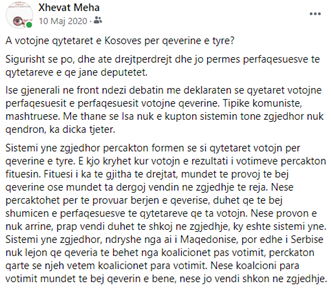 Xhevat Meha
10 Maj 2020 ·
A votojne qytetaret e Kosoves per qeverine e tyre?
Sigurisht se po, dhe ate drejtperdrejt dhe jo permes perfaqesuesve te
qytetareve e qe jane deputetet.
Ise gjenerali ne front ndezi debatin me deklaraten se qyetaret votojne
perfaqesuesit e perfaqesuesit votojne qeverine. Tipike komuniste,
mashtruese. Me thane se Isa nuk e kupton sistemin tone zgjedhor nuk
qendron, ka dicka tjeter.
Sistemi yne zgjedhor percakton formen se si qytetaret votojn per
qeverine e tyre. E kjo kryhet kur votojn e rezultati i votimeve percakton
fituesin. Fituesi i ka te gjitha te drejtat, mundet te provoj te bej
qeverine ose mundet ta dergoj vendin ne zgjedhje te reja. Nese
percaktohet per te provuar berjen e qeverise, duhet qe te bej
shumicen e perfaqesuesve te qytetareve qe ta votojn. Nese provon e
nuk arrine, prap vendi duhet te shkoj ne zgjedhje, ky eshte sistemi yne.
Sistemi yne zgjedhor, ndryshe nga ai i Maqedonise, por edhe i Serbise
nuk lejon qe qeveria te behet nga koalicionet pas votimit, perckaton
qarte se njeh vetem koalicionet para votimit. Nese koalcioni para
votimit mundet te bej qeverin e bene, nese jo vendi shkon ne zgjedhje.